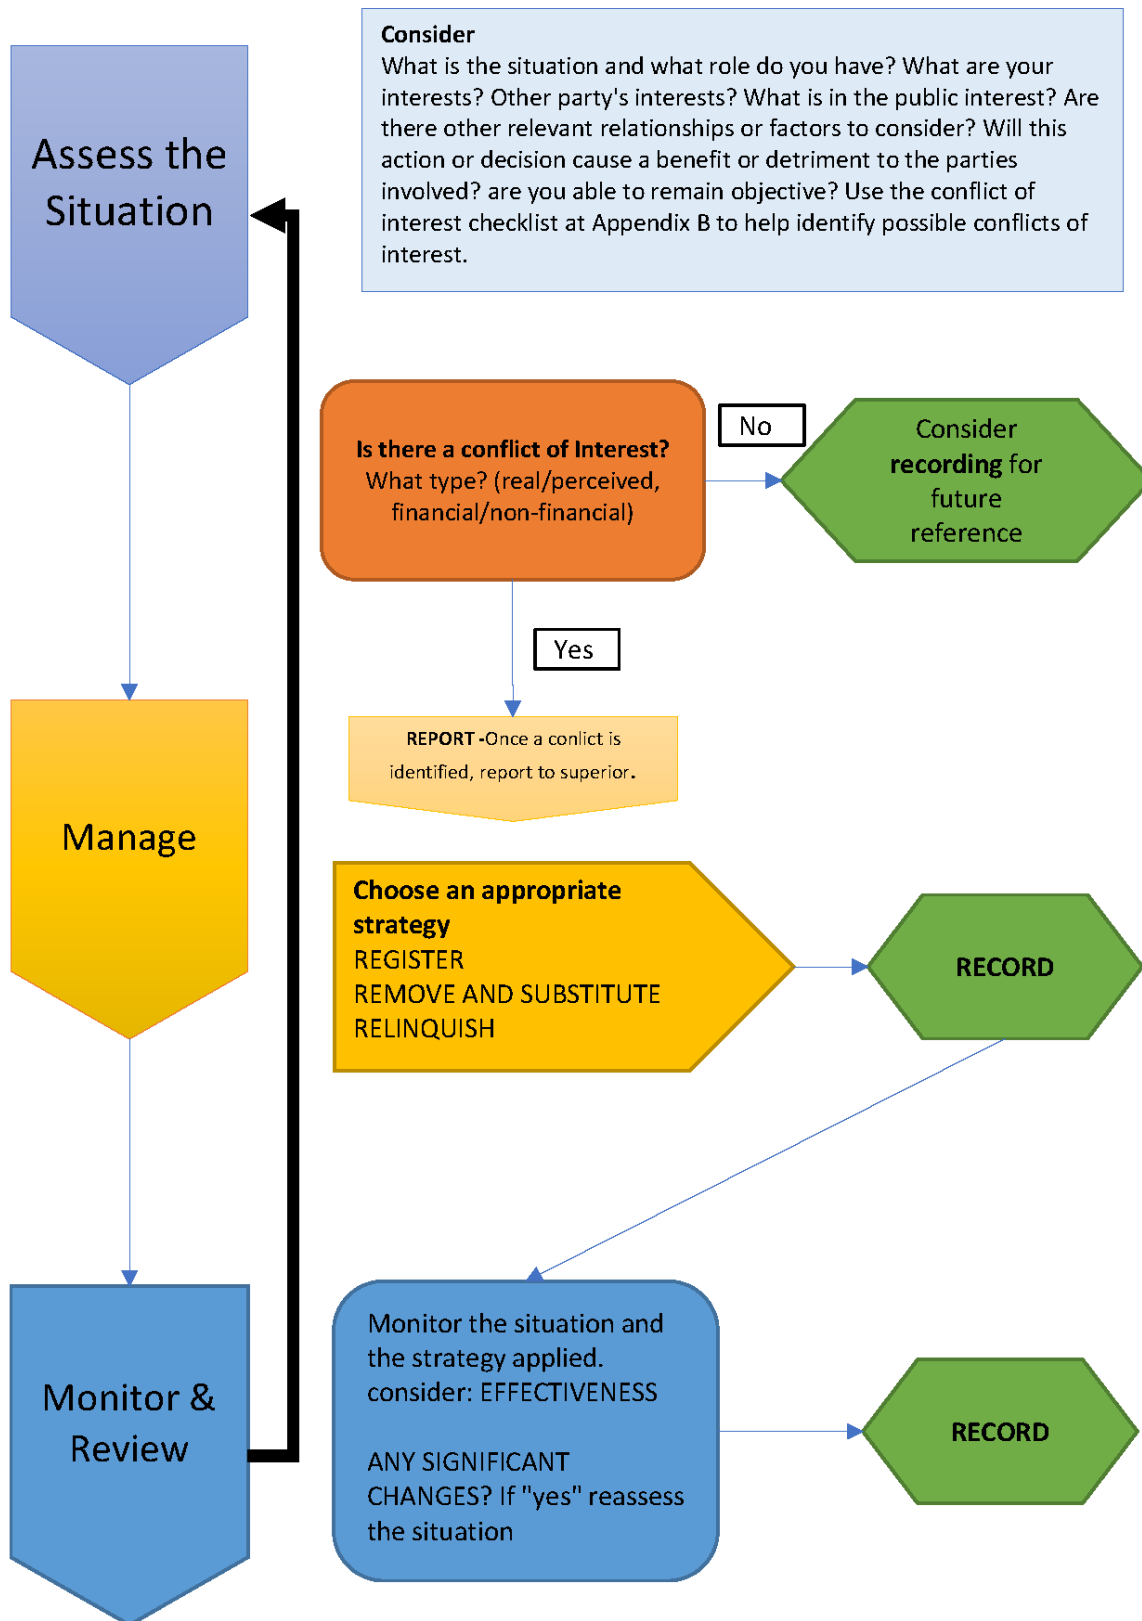 Consider
What is the situation and what role do you have? What are your
interests? Other party's interests? What is in the public interest? Are
there other relevant relationships or factors to consider? Will this
action or decision cause a benefit or detriment to the parties
involved? are you able to remain objective? Use the conflict of
interest checklist at Appendix B to help identify possible conflicts of
interest.
Assess the
Situation
Is there a conflict of Interest?
What type? (real/perceived,
financial/non-financial)
No
Consider
recording for
future
reference
Yes
REPORT -Once a conlict is
identified, report to superior.
Manage
Choose an appropriate
strategy
REGISTER
REMOVE AND SUBSTITUTE
RELINQUISH
RECORD
Monitor &
Review
Monitor the situation and
the strategy applied.
consider: EFFECTIVENESS
ANY SIGNIFICANT
CHANGES? If "yes" reassess
the situation
RECORD